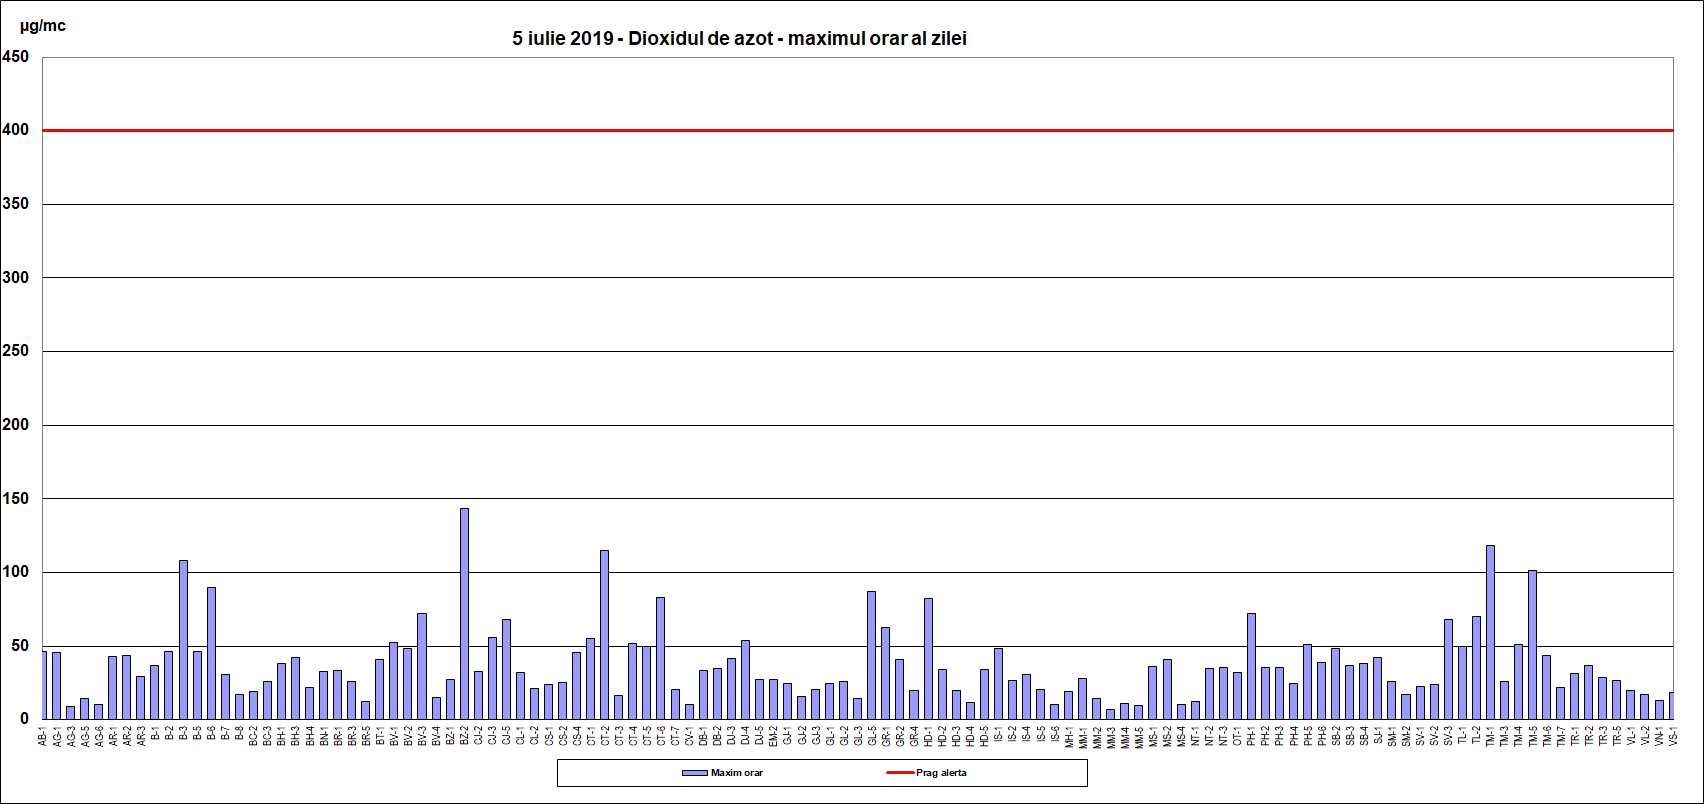 µg/mc
5 iulie 2019 - Dioxidul de azot - maximul orar al zilei
450
400
350
300
250
200
150
100
50
0
AB-1 AG-1 AG-3 AG-5 AG-6 AR-1 AR-2 AR-3 B-1 B-2 B-3 B-5 B-6 B-7 B-8 BC-2 BC-3 BH-1 BH-3 BH-4 BN-1 BR-1 BR-3 BR-5 BT-1 BV-1 BV-2 BV-3 BV-4 BZ-1 BZ-2 CJ-2 CJ-3 CJ-5 CL-1 CL-2 CS-1 CS-2 CS-4 CT-1 CT-2 CT-3 CT-4 CT-5 CT-6 CT-7 CV-1 DB-1 DB-2 DJ-3 DJ-4 DJ-5 EM-2 GJ-1 GJ-2 GJ-3 GL-1 GL-2 GL-3 GL-5 GR-1 GR-2 GR-4 HD-1 HD-2 HD-3 HD-4 HD-5 IS-1 IS-2 IS-4 IS-5 IS-6 MH-1 MM-1 MM-2 MM-3 MM-4 MM-5 MS-1 MS-2 MS-4 NT-1 NT-2 NT-3 OT-1 PH-1 PH-2 PH-3 PH-4 PH-5 PH-6 SB-2 SB-3 SB-4 SJ-1 SM-1 SM-2 SV-1 SV-2 SV-3 TL-1 TL-2 TM-1 TM-3 TM-4 TM-5 TM-6 TM-7 TR-1 TR-2 TR-3 TR-5 VL-1 VL-2 VN-1 VS-1
Maxim orar Prag alerta